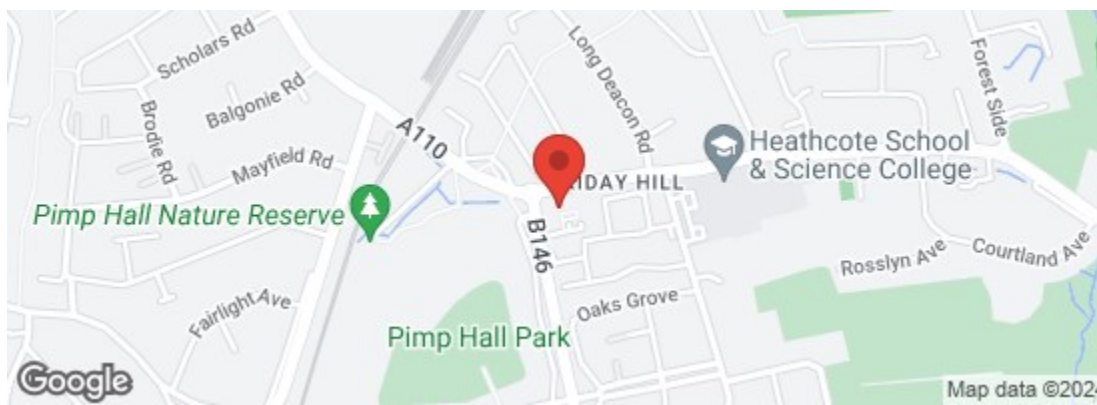 Scholars Rd
Long Deacon Rd
Forest Side
Balgonie Rd
Brodie Rd
A110
Mayfield Rd
Heathcote School
& Science College
RIDAY HILL
Pimp Hall Nature Reserve
B146
Courtland Ave
Rosslyn Ave
Fairlight Ave
Oaks Grove
Pimp Hall Park
Google
Map data ©2024